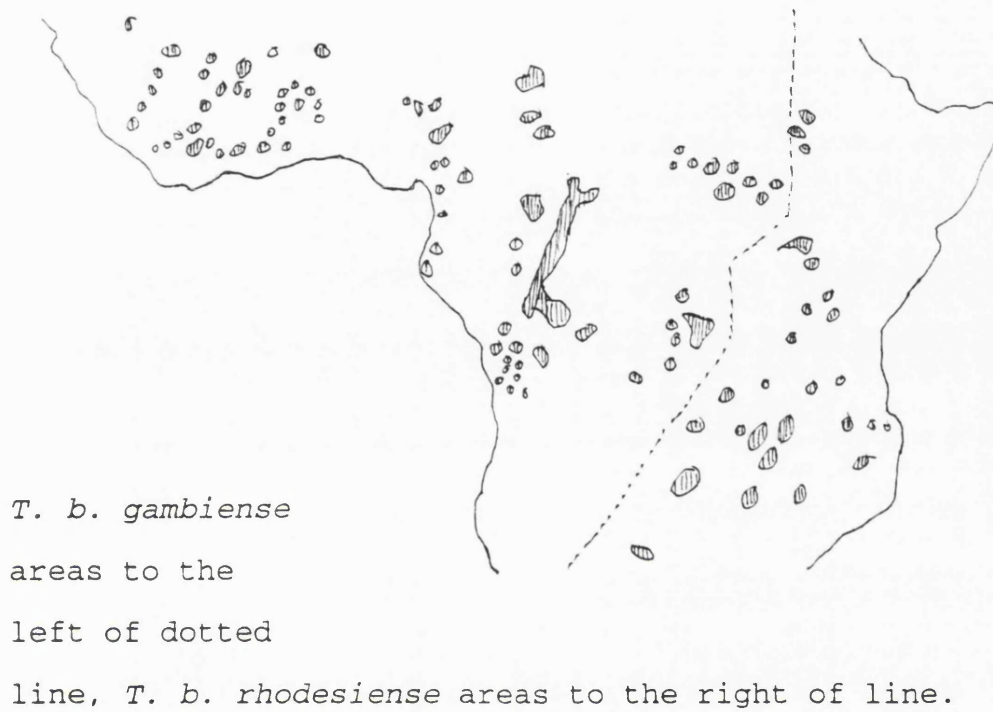 T. b. gambiense
areas to the
left of dotted
line, T. b. rhodesiense areas to the right of line.